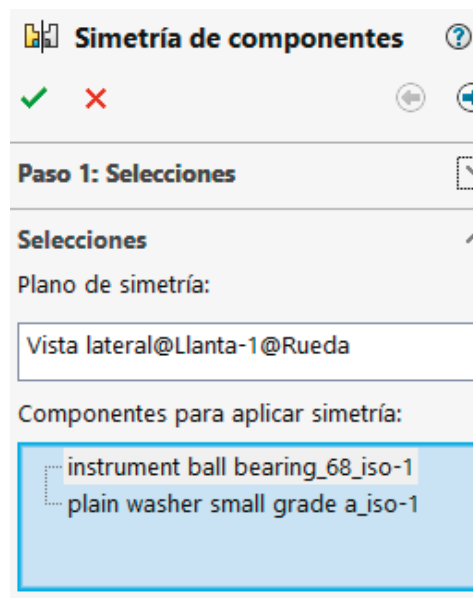 Simetría de componentes
Paso 1: Selecciones
Selecciones
Plano de simetría:
Vista lateral@Llanta-1@Rueda
Componentes para aplicar simetría:
instrument ball bearing_68_iso-1
plain washer small grade a_iso-1